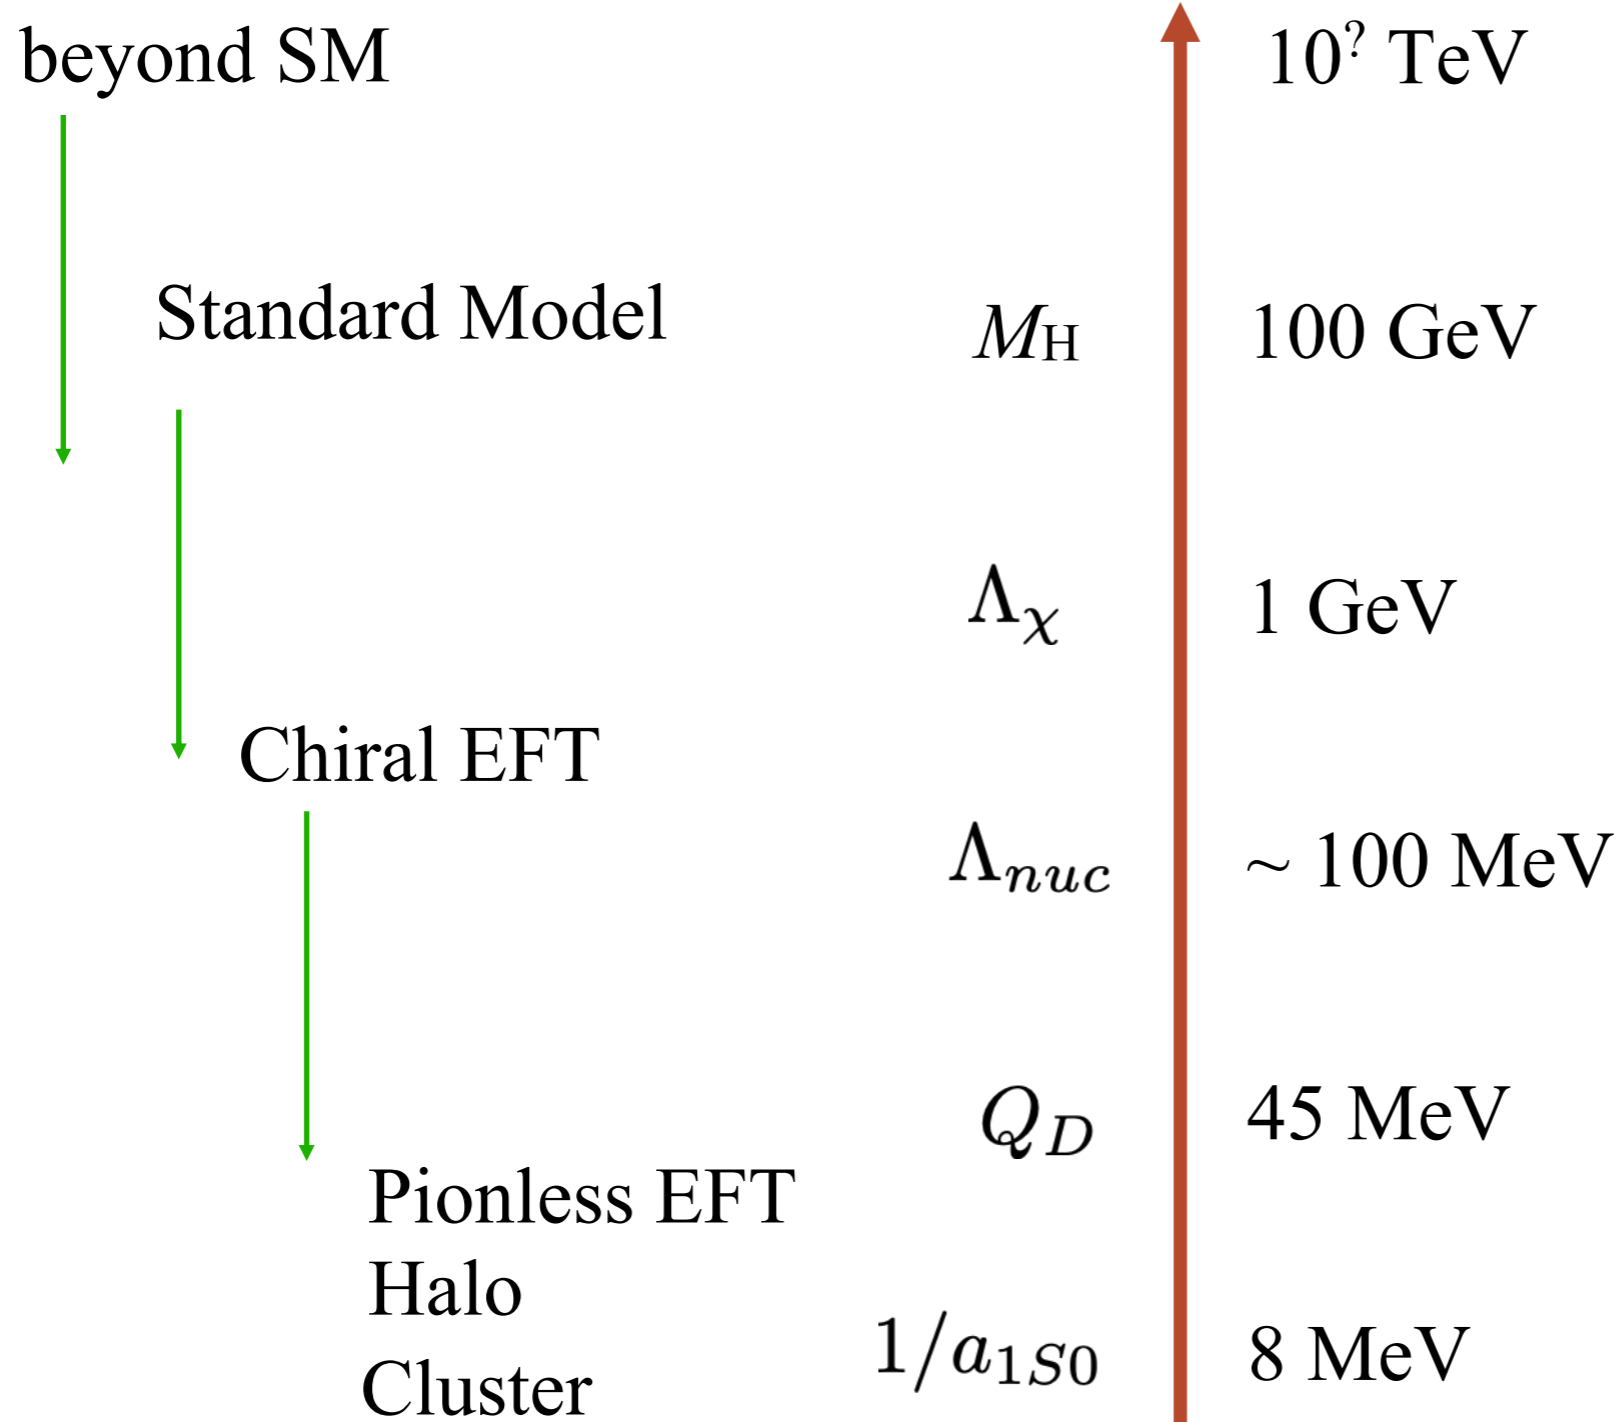 beyond SM
10? TeV
Standard Model
MH
100 GeV
Λχ
1 GeV
Chiral EFT
Λnuc
~ 100 MeV
QD
45 MeV
Pionless EFT
Halo
1/a1S0
8 MeV
Cluster